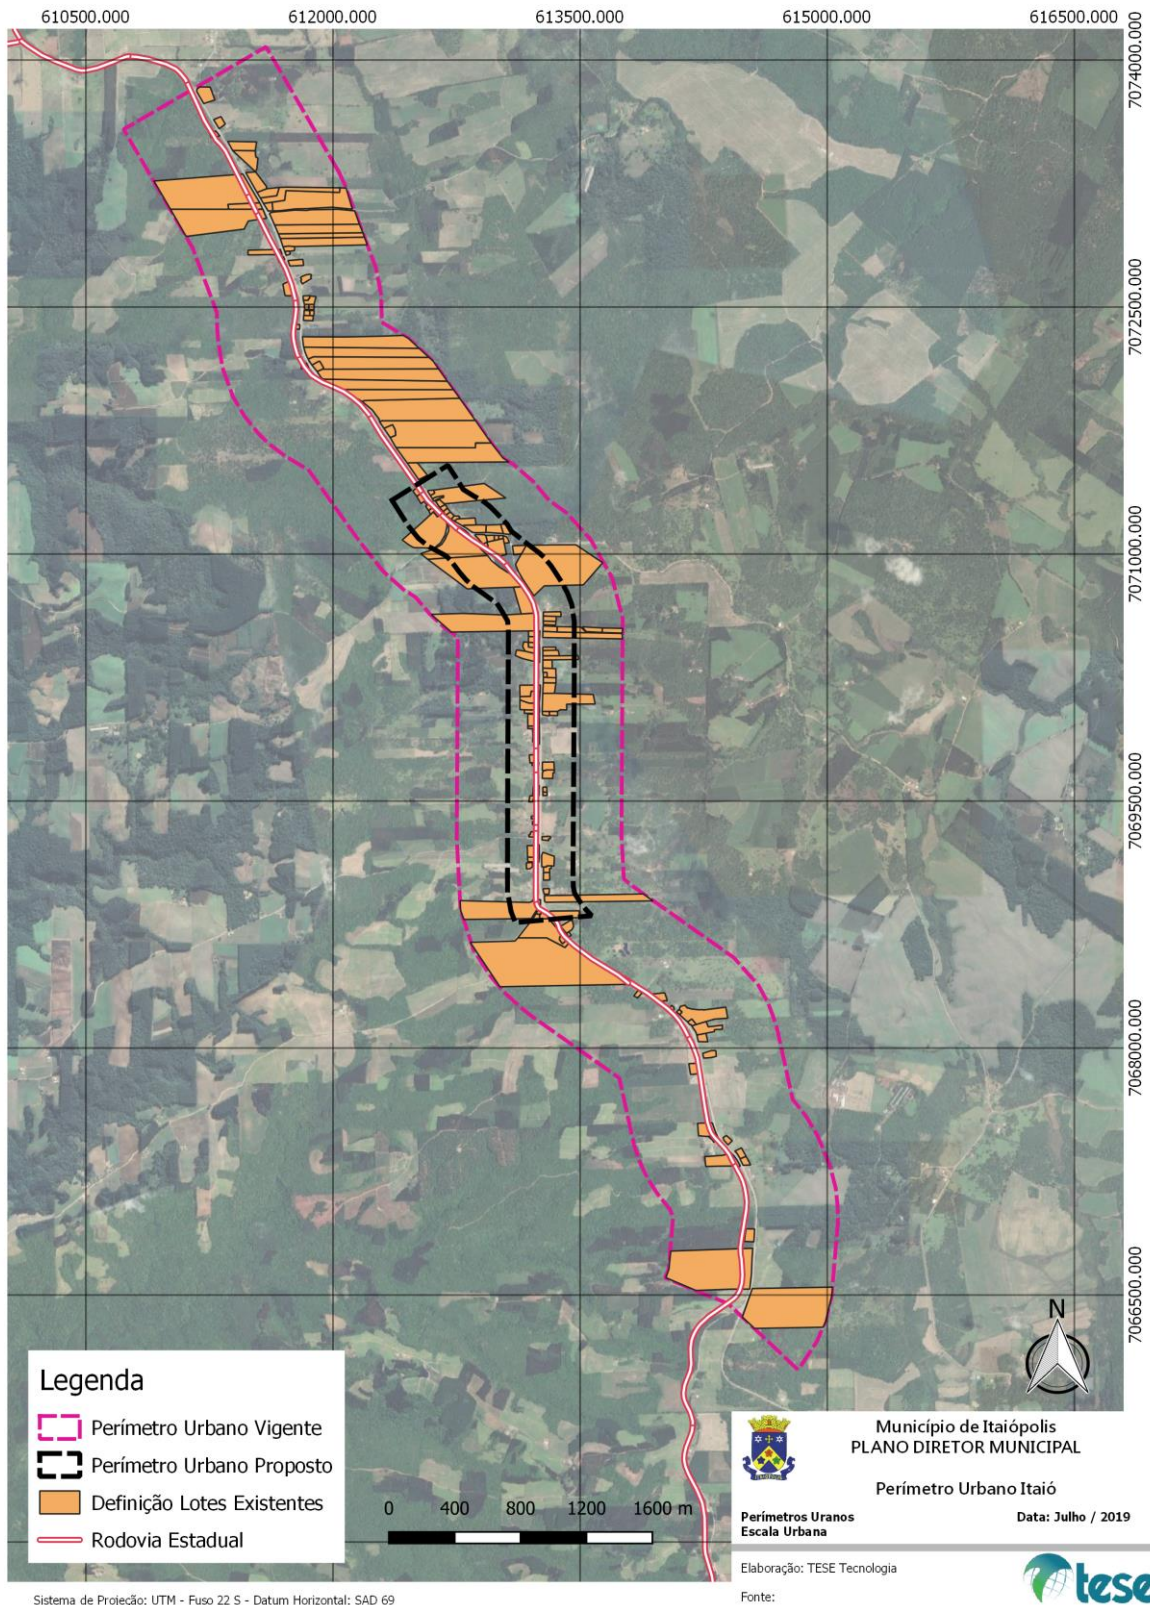 610500.000 612000.000 613500.000 615000.000 616500.000
7074000.000
7072500.000
7071000.000
7069500.000
7068000.000
7066500.000
N
Legenda
Perímetro Urbano Vigente
Perímetro Urbano Proposto
Definição Lotes Existentes
Rodovia Estadual
0 400 800 1200 1600 m
Município de Itaiópolis
PLANO DIRETOR MUNICIPAL
Perímetro Urbano Itaió
Perímetros Uranos
Escala Urbana
Data: Julho / 2019
Elaboração: TESE Tecnologia
Fonte:
tese
Sistema de Projeção: UTM - Fuso 22 S - Datum Horizontal: SAD 69